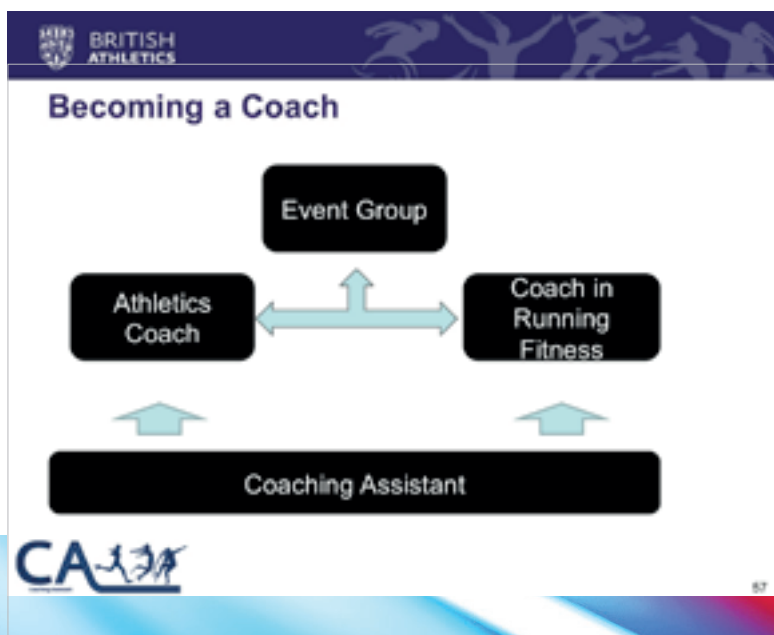 BRITISH
ATHLETICS
Becoming a Coach
Event Group
Athletics
Coach
Coach in
Running
Fitness
Coaching Assistant
CA
57